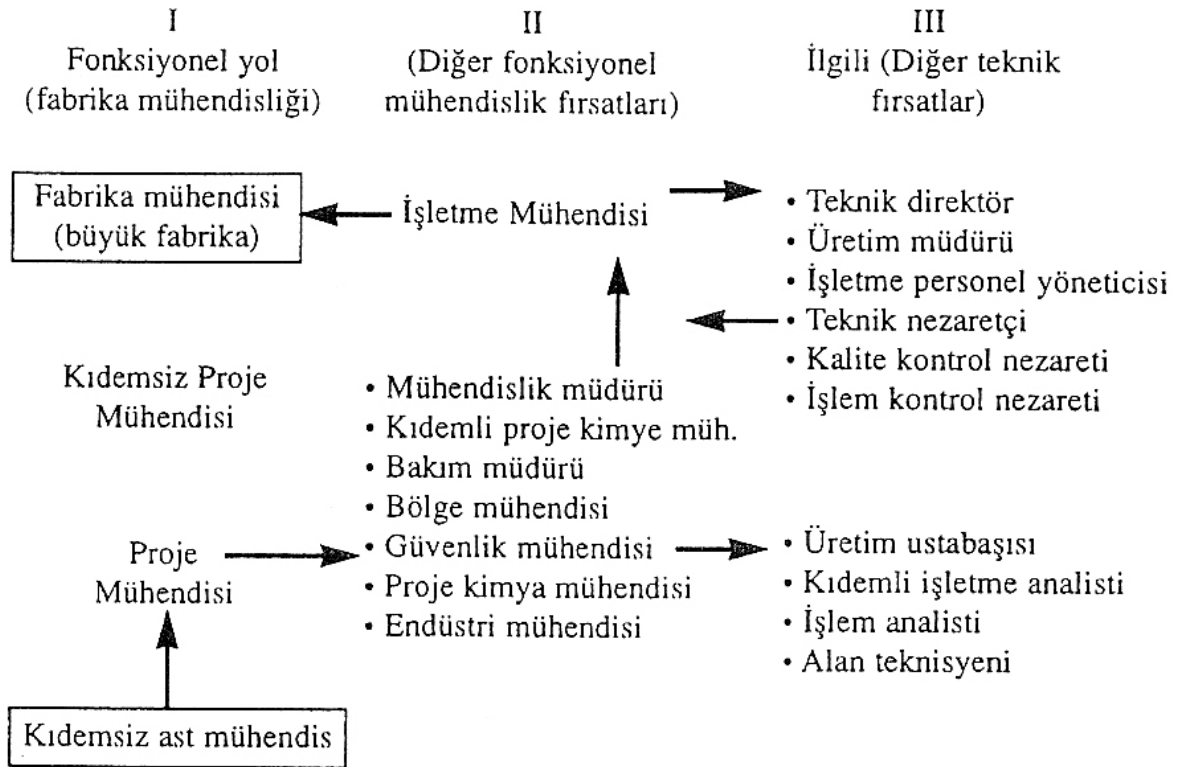 I
Fonksiyonel yol
(fabrika mühendisliği)
II
(Diğer fonksiyonel
mühendislik fırsatları)
III
İlgili (Diğer teknik
fırsatlar)
Fabrika mühendisi
(büyük fabrika)
İşletme Mühendisi
• Teknik direktör
• Üretim müdürü
• İşletme personel yöneticisi
• Teknik nezaretçi
• Kalite kontrol nezareti
• İşlem kontrol nezareti
Kıdemsiz Proje
Mühendisi
• Mühendislik müdürü
• Kıdemli proje kimye müh.
• Bakım müdürü
• Bölge mühendisi
• Güvenlik mühendisi
• Proje kimya mühendisi
• Endüstri mühendisi
Proje
Mühendisi
• Üretim ustabaşısı
• Kıdemli işletme analisti
• İşlem analisti
• Alan teknisyeni
Kıdemsiz ast mühendis